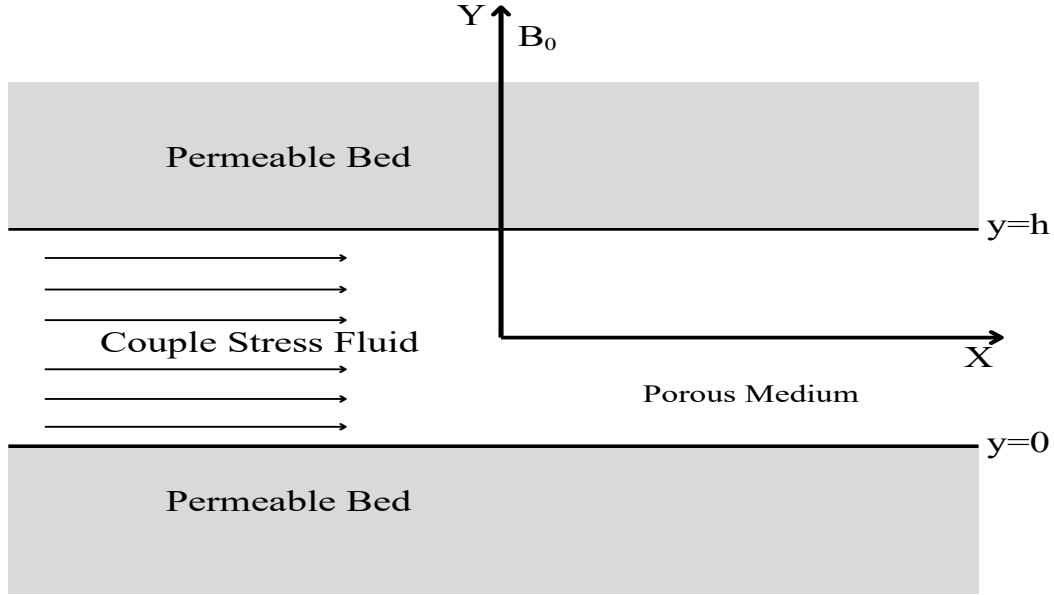 Y
B₀
Permeable Bed
y=h
Couple Stress Fluid
X
Porous Medium
y=0
Permeable Bed